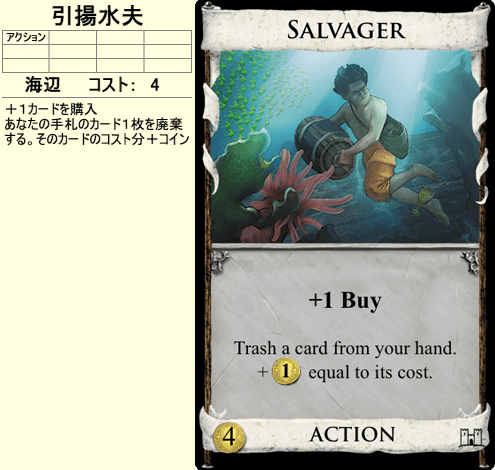 引揚水夫
アクション
海辺 コスト: 4
+1カードを購入
あなたの手札のカード1枚を廃棄
する。そのカードのコスト分+コイン
SALVAGER
+1 Buy
Trash a card from your hand.
+ 1 equal to its cost.
4 ACTION